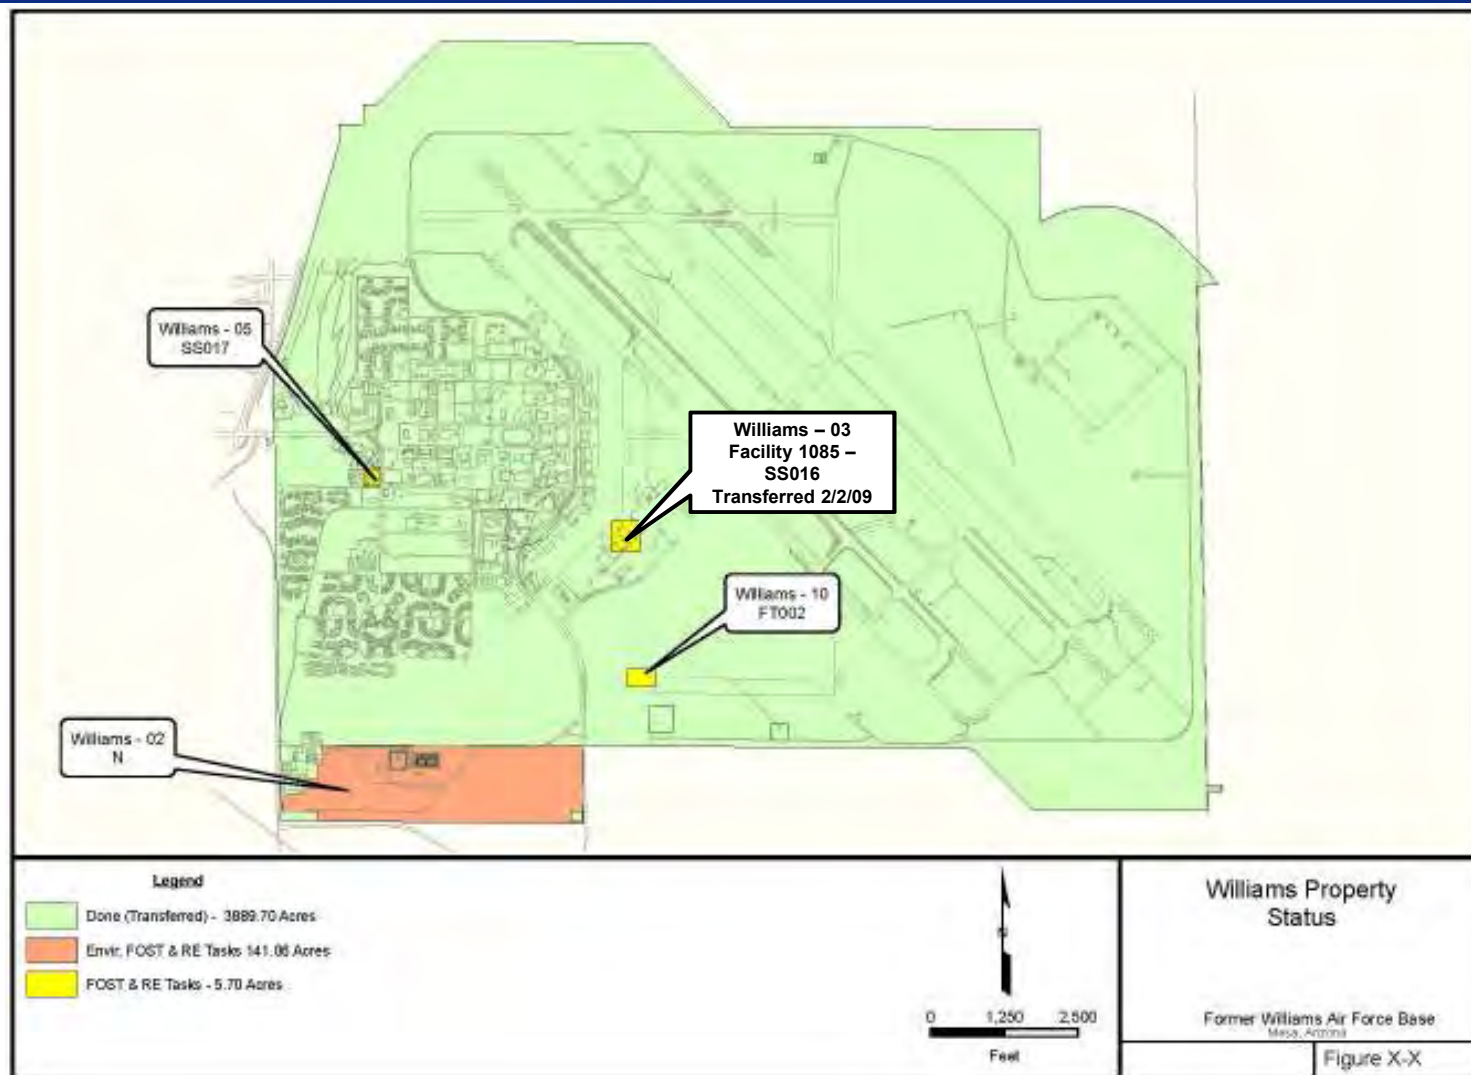 Williams - 05
SS017
Williams – 03
Facility 1085 –
SS016
Transferred 2/2/09
Williams - 10
FT002
Williams - 02
N
Legend
Done (Transferred) - 3889.70 Acres
Envir, FOST & RE Tasks 141.06 Acres
FOST & RE Tasks - 5.70 Acres
N
0 1,250 2,500
Feet
Williams Property
Status
Former Williams Air Force Base
Mesa, Arizona
Figure X-X